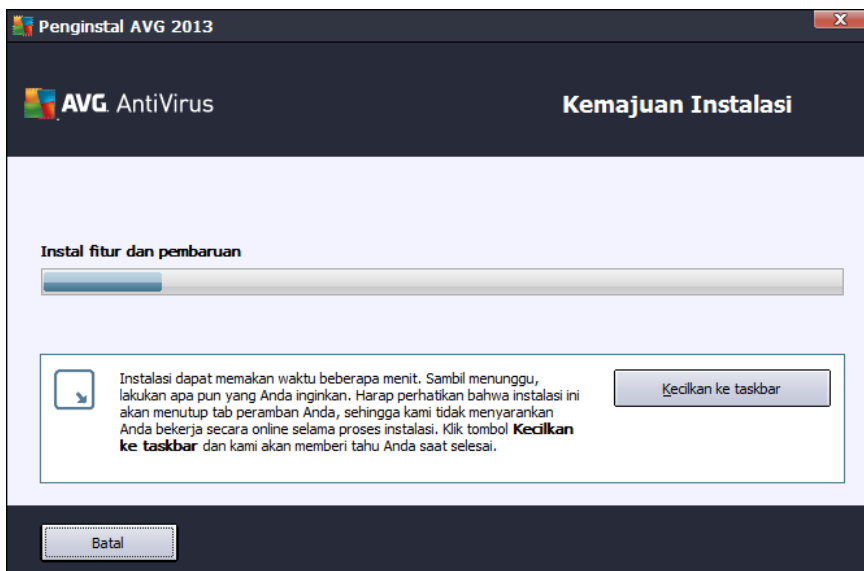 Penginstal AVG 2013
AVG. AntiVirus
Kemajuan Instalasi
Instal fitur dan pembaruan
Instalasi dapat memakan waktu beberapa menit. Sambil menunggu,
lakukan apa pun yang Anda inginkan. Harap perhatikan bahwa instalasi ini
akan menutup tab peramban Anda, sehingga kami tidak menyarankan
Anda bekerja secara online selama proses instalasi. Klik tombol Kecilkan
ke taskbar dan kami akan memberi tahu Anda saat selesai.
Kecilkan ke taskbar
Batal